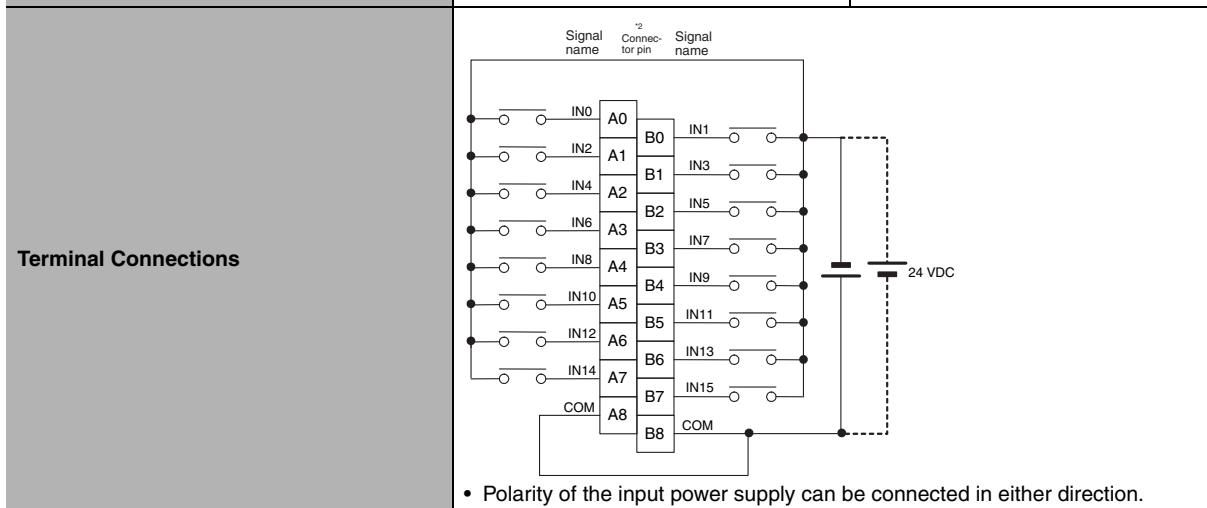 Terminal Connections
Signal name
*2
Connec-
tor pin
Signal name
IN0 A0
B0 IN1
IN2 A1
B1 IN3
IN4 A2
B2 IN5
IN6 A3
B3 IN7
IN8 A4
B4 IN9
24 VDC
IN10 A5
B5 IN11
IN12 A6
B6 IN13
IN14 A7
B7 IN15
COM A8
B8 COM
• Polarity of the input power supply can be connected in either direction.